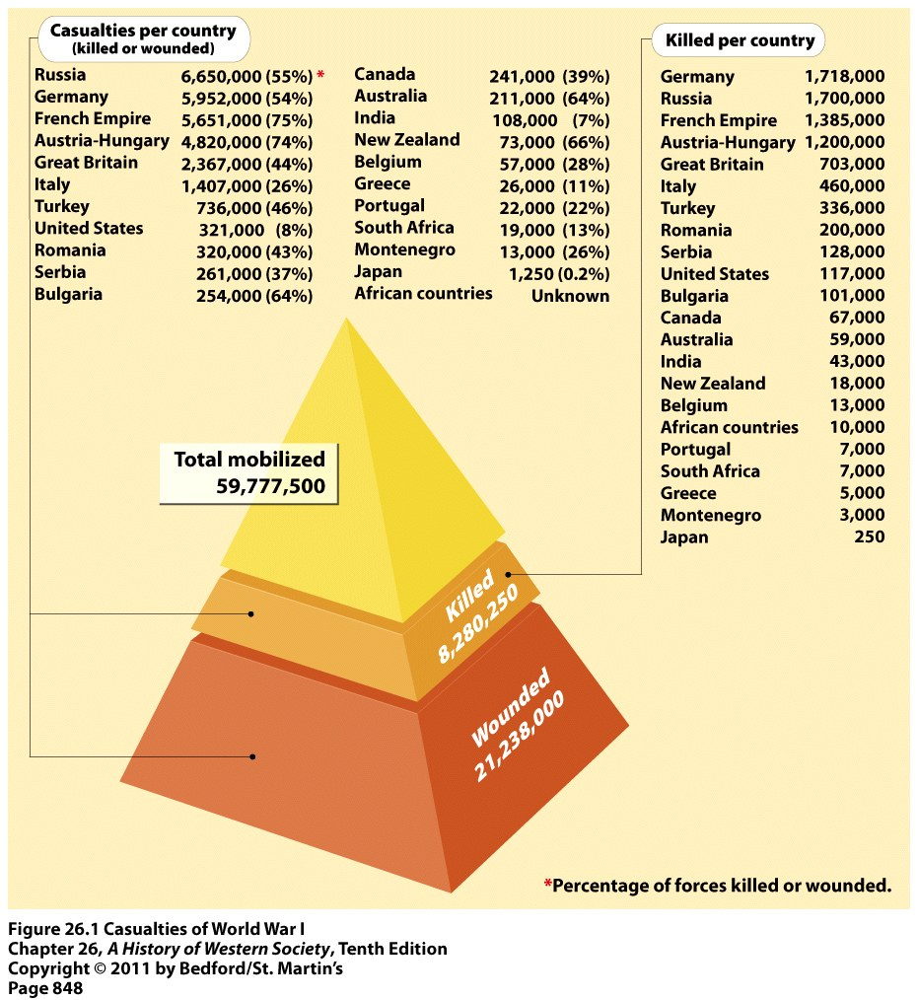 Casualties per country
(killed or wounded)
Russia 6,650,000 (55%) *
Germany 5,952,000 (54%)
French Empire 5,651,000 (75%)
Austria-Hungary 4,820,000 (74%)
Great Britain 2,367,000 (44%)
Italy 1,407,000 (26%)
Turkey 736,000 (46%)
United States 321,000 (8%)
Romania 320,000 (43%)
Serbia 261,000 (37%)
Bulgaria 254,000 (64%)
Canada 241,000 (39%)
Australia 211,000 (64%)
India 108,000 (7%)
New Zealand 73,000 (66%)
Belgium 57,000 (28%)
Greece 26,000 (11%)
Portugal 22,000 (22%)
South Africa 19,000 (13%)
Montenegro 13,000 (26%)
Japan 1,250 (0.2%)
African countries Unknown
Killed per country
Germany 1,718,000
Russia 1,700,000
French Empire 1,385,000
Austria-Hungary 1,200,000
Great Britain 703,000
Italy 460,000
Turkey 336,000
Romania 200,000
Serbia 128,000
United States 117,000
Bulgaria 101,000
Canada 67,000
Australia 59,000
India 43,000
New Zealand 18,000
Belgium 13,000
African countries 10,000
Portugal 7,000
South Africa 7,000
Greece 5,000
Montenegro 3,000
Japan 250
Total mobilized
59,777,500
Killed
8,280,250
Wounded
21,238,000
*Percentage of forces killed or wounded.
Figure 26.1 Casualties of World War I
Chapter 26, A History of Western Society, Tenth Edition
Copyright © 2011 by Bedford/St. Martin's
Page 848